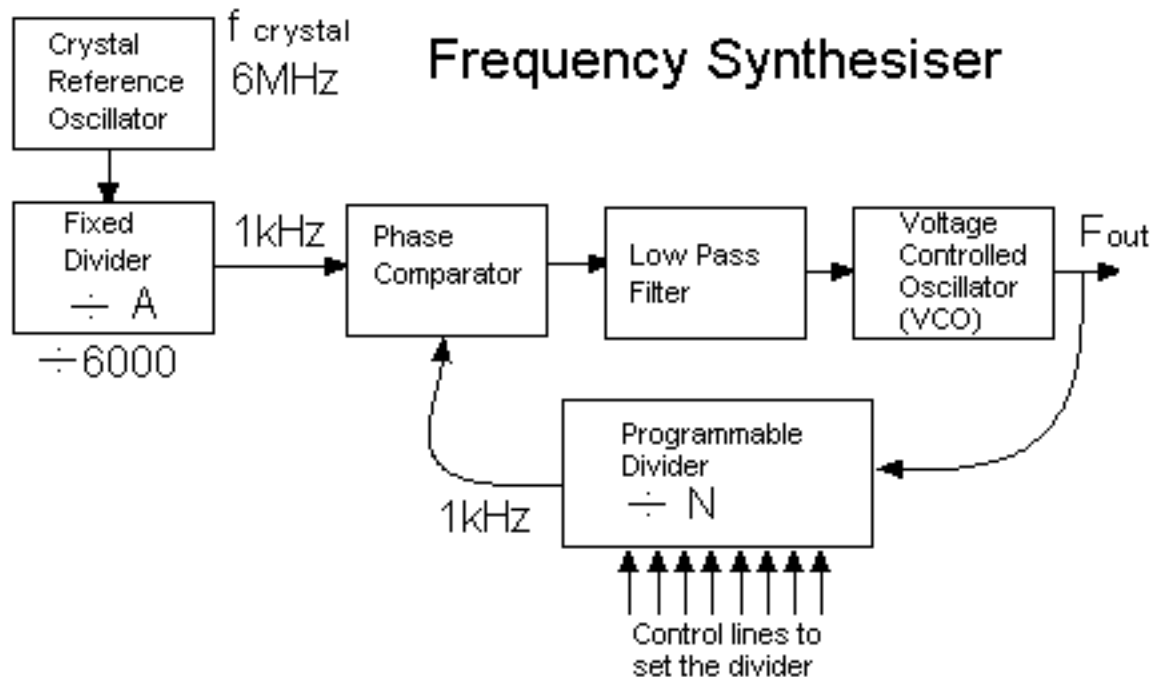 Frequency Synthesiser
Crystal
Reference
Oscillator
f crystal
6MHz
Fixed
Divider
÷ A
÷6000
1kHz
Phase
Comparator
Low Pass
Filter
Voltage
Controlled
Oscillator
(VCO)
Fout
Programmable
Divider
÷ N
1kHz
Control lines to
set the divider